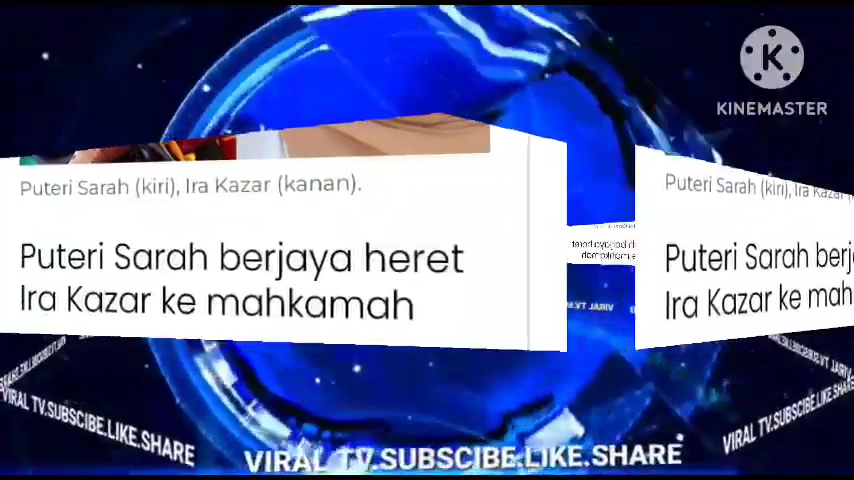 KINEMASTER
Puteri Sarah (kiri), Ira Kazar (kanan).
Puteri Sarah berjaya heret
Ira Kazar ke mahkamah
Puteri Sarah (kiri), Ira Kazar
Puteri Sarah berj
Ira Kazar ke mah
VIRAL TV.SUBSCIBE.LIKE.SHARE
VIRAL TV.SUBSCIBE.LIKE.SHARE
VIRAL TV.SUBSCIBE.LIKE.SHARE